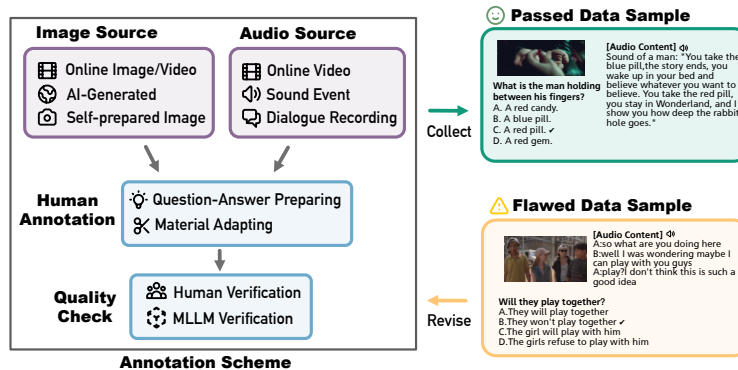 Image Source
Online Image/Video
AI-Generated
Self-prepared Image
Audio Source
Online Video
Sound Event
Dialogue Recording
Human
Annotation
Question-Answer Preparing
Material Adapting
Quality
Check
Human Verification
MLLM Verification
Annotation Scheme
Collect
Revise
Passed Data Sample
What is the man holding
between his fingers?
A. A red candy.
B. A blue pill.
C. A red pill. ✓
D. A red gem.
[Audio Content]
Sound of a man: "You take the
blue pill,the story ends, you
wake up in your bed and
believe whatever you want to
believe. You take the red pill,
you stay in Wonderland, and I
show you how deep the rabbit
hole goes."
Flawed Data Sample
[Audio Content]
A:so what are you doing here
B:well I was wondering maybe I
can play with you guys
A:play?I don't think this is such a
good idea
Will they play together?
A.They will play together
B.They won't play together ✓
C.The girl will play with him
D.The girls refuse to play with him